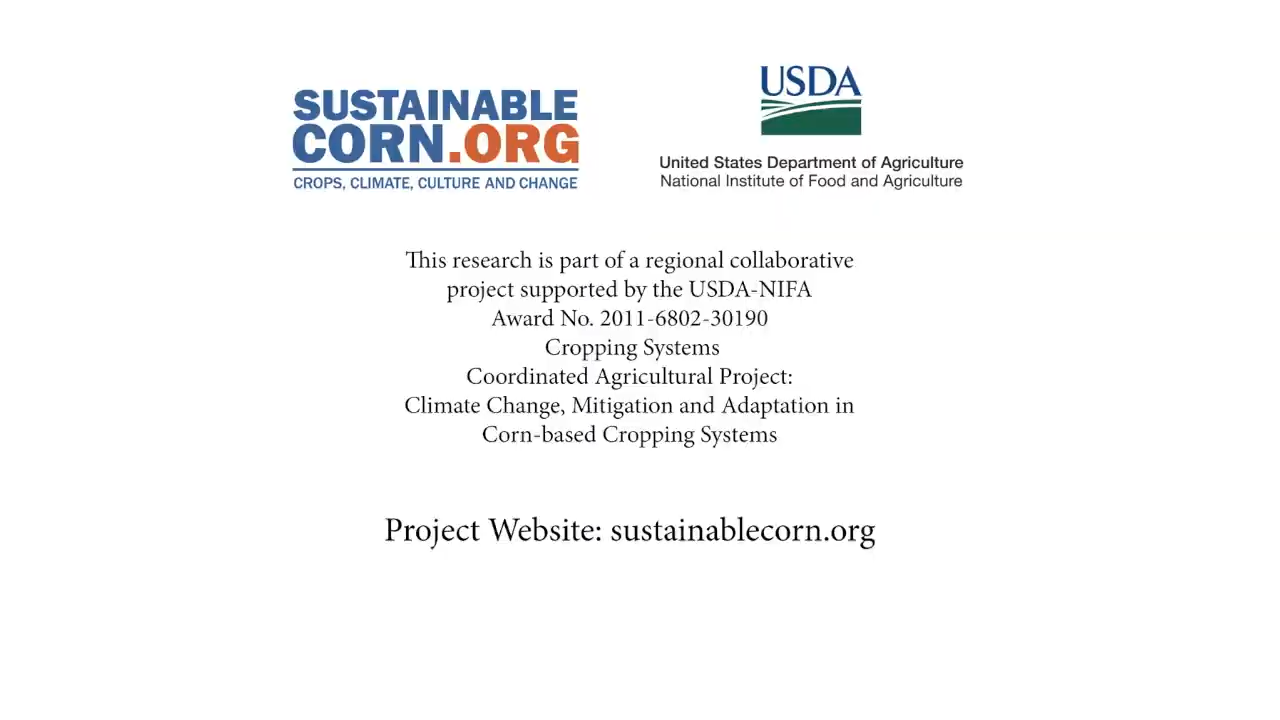 SUSTAINABLE
CORN.ORG
CROPS, CLIMATE, CULTURE AND CHANGE
USDA
United States Department of Agriculture
National Institute of Food and Agriculture
This research is part of a regional collaborative
project supported by the USDA-NIFA
Award No. 2011-6802-30190
Cropping Systems
Coordinated Agricultural Project:
Climate Change, Mitigation and Adaptation in
Corn-based Cropping Systems
Project Website: sustainablecorn.org